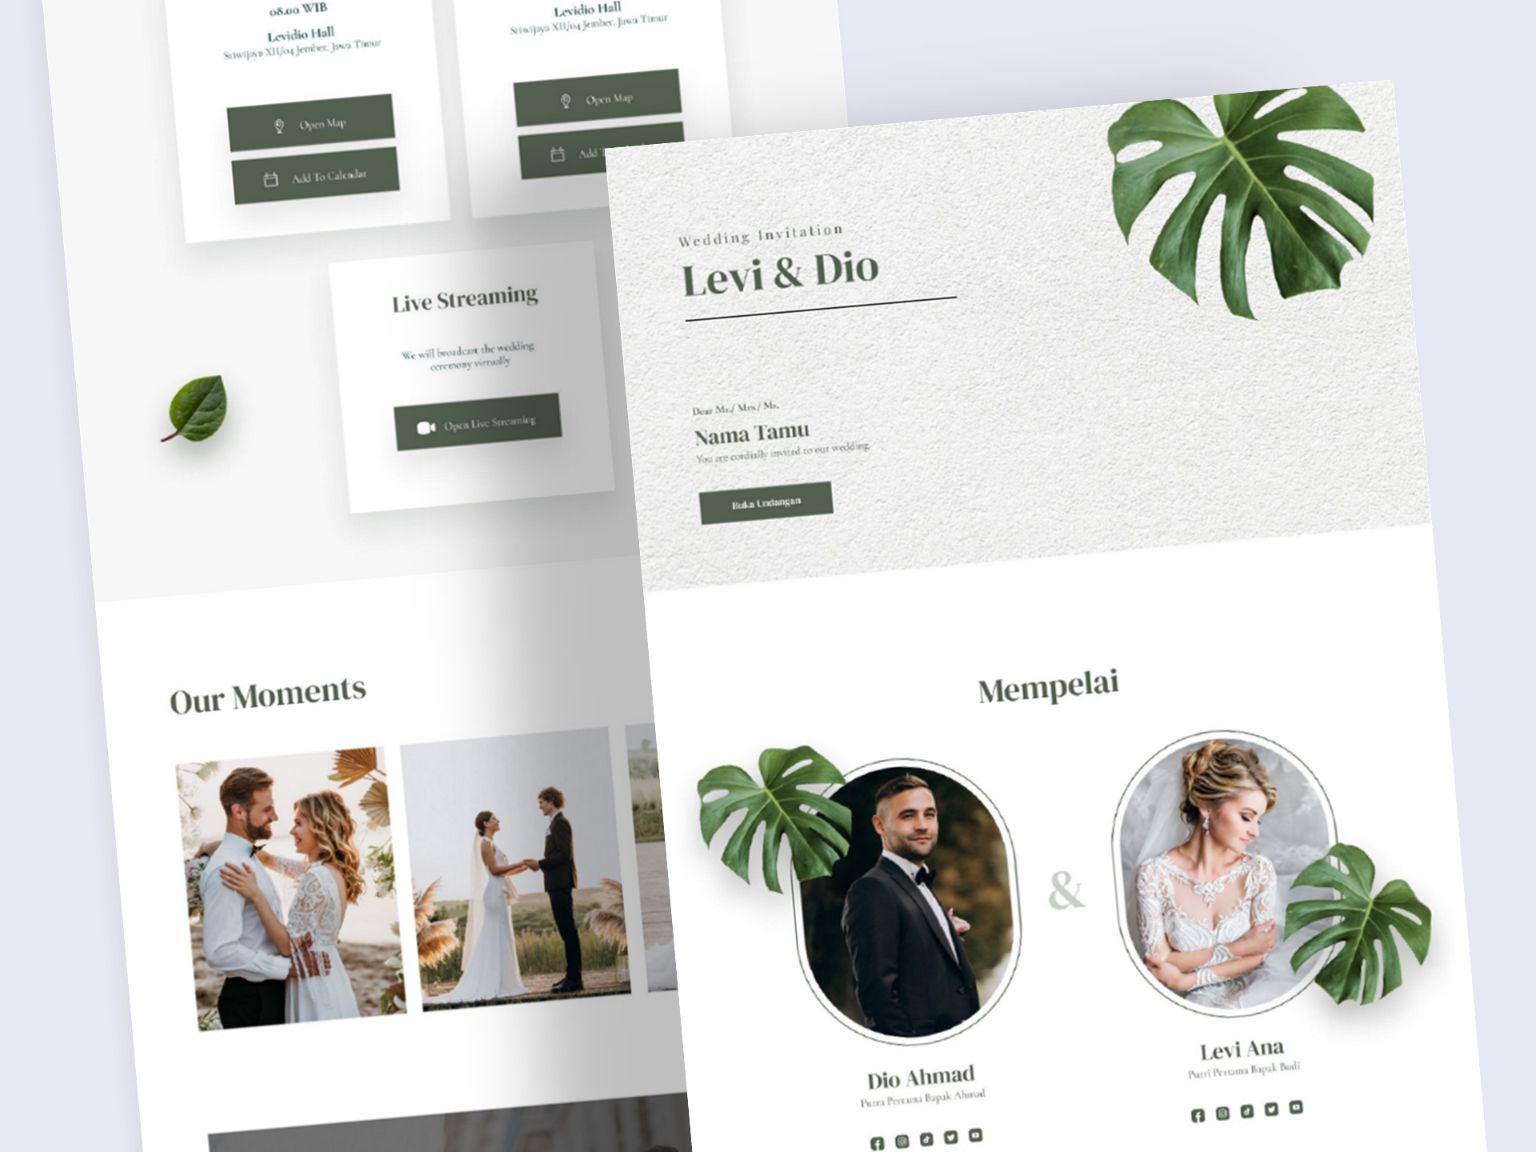 08.00 WIB
Levidio Hall
Sriwijaya XII/04 Jember, Jawa Timur
Open Map
Add To Calendar
Levidio Hall
Sriwijaya XII/04 Jember, Jawa Timur
Open Map
Add
Live Streaming
We will broadcast the wedding
ceremony virtually
Open Live Streaming
Our Moments
Wedding Invitation
Levi & Dio
Dear Mr./ Mrs./ Ms.
Nama Tamu
You are cordially invited to our wedding.
Buka Undangan
Mempelai
&
Dio Ahmad
Putra Pertama Bapak Ahmad
Levi Ana
Putri Pertama Bapak Budi